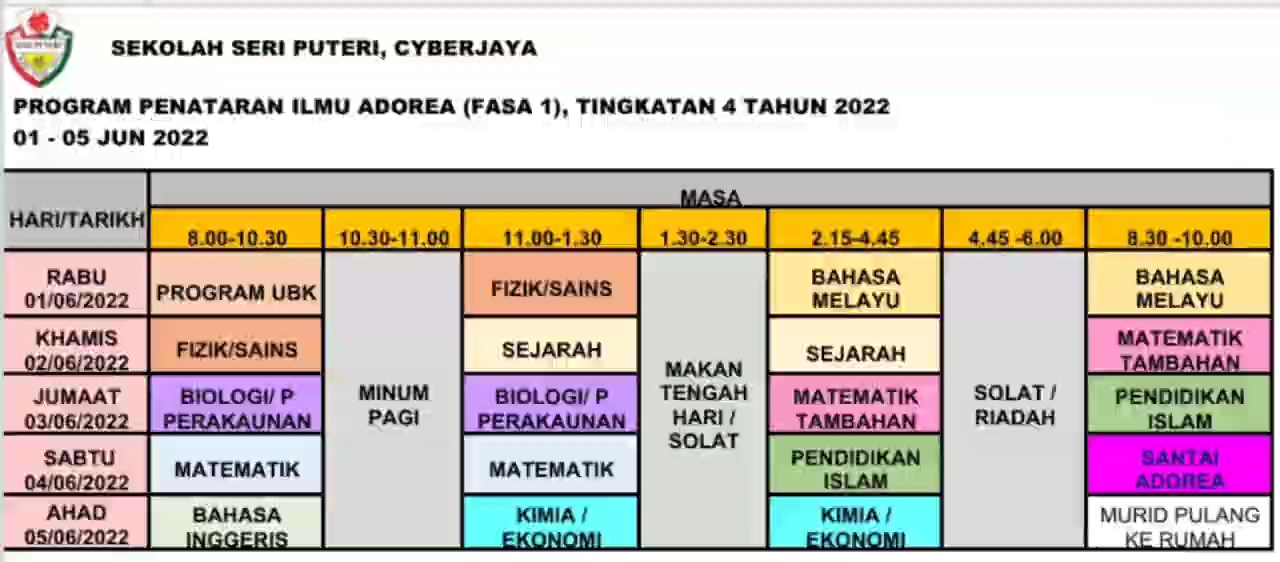 SEKOLAH SERI PUTERI, CYBERJAYA
PROGRAM PENATARAN ILMU ADOREA (FASA 1), TINGKATAN 4 TAHUN 2022
01 - 05 JUN 2022
HARI/TARIKH
MASA
8.00-10.30
10.30-11.00
11.00-1.30
1.30-2.30
2.15-4.45
4.45 -6.00
8.30 -10.00
RABU
01/06/2022
PROGRAM UBK
FIZIK/SAINS
BAHASA
MELAYU
BAHASA
MELAYU
KHAMIS
02/06/2022
FIZIK/SAINS
SEJARAH
SEJARAH
MATEMATIK
TAMBAHAN
JUMAAT
03/06/2022
BIOLOGI/ P
PERAKAUNAN
MINUM
PAGI
BIOLOGI/ P
PERAKAUNAN
MAKAN
TENGAH
HARI /
SOLAT
MATEMATIK
TAMBAHAN
SOLAT /
RIADAH
PENDIDIKAN
ISLAM
SABTU
04/06/2022
MATEMATIK
MATEMATIK
PENDIDIKAN
ISLAM
SANTAI
ADOREA
AHAD
05/06/2022
BAHASA
INGGERIS
KIMIA /
EKONOMI
KIMIA /
EKONOMI
MURID PULANG
KE RUMAH